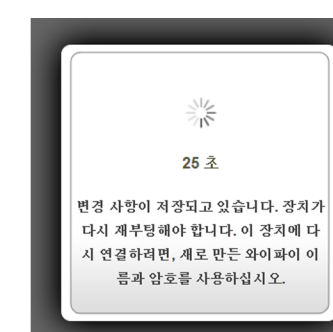 25 초
변경 사항이 저장되고 있습니다. 장치가
다시 재부팅해야 합니다. 이 장치에 다
시 연결하려면, 새로 만든 와이파이 이
름과 암호를 사용하십시오.